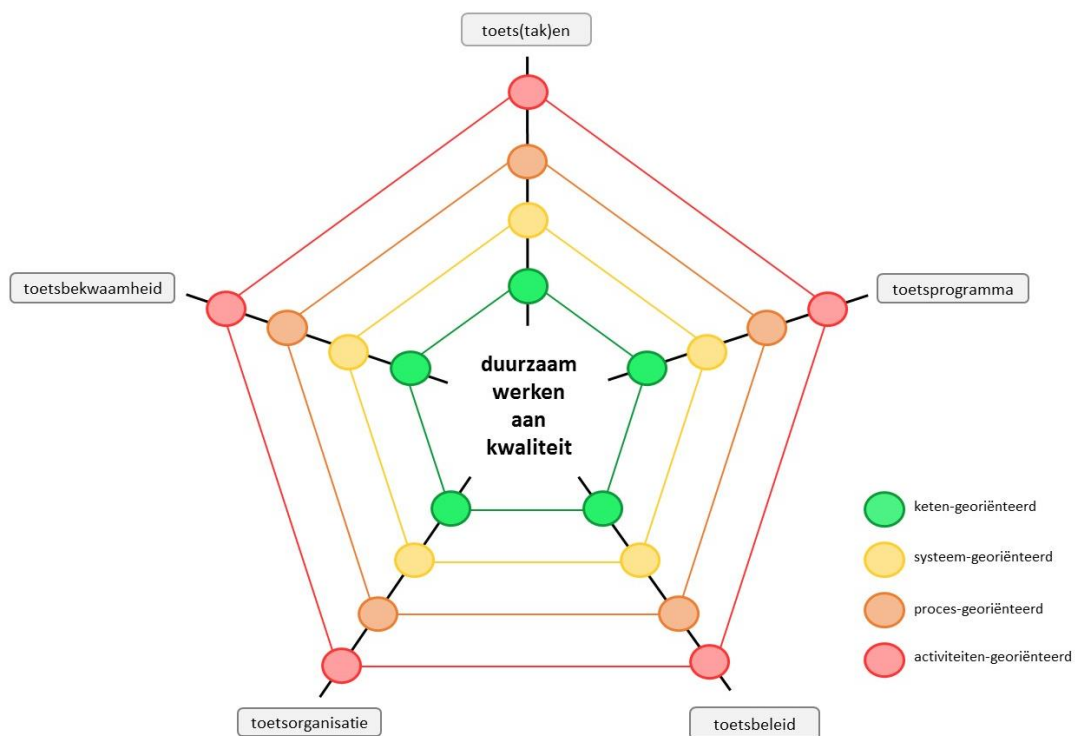 toets(tak)en
toetsbekwaamheid
toetsprogramma
duurzaam
werken
aan
kwaliteit
keten-georiënteerd
systeem-georiënteerd
proces-georiënteerd
activiteiten-georiënteerd
toetsorganisatie
toetsbeleid